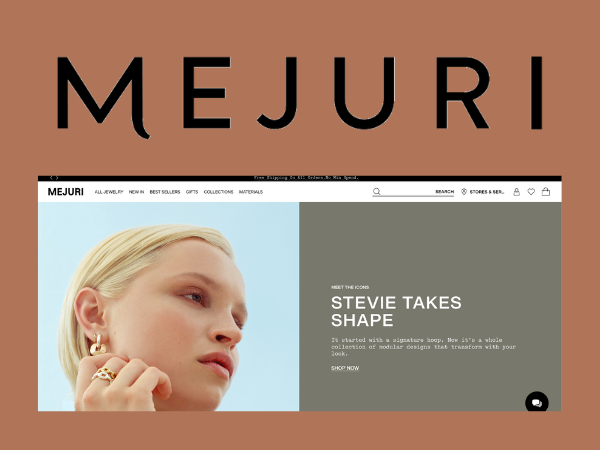 MEJURI
Free Shipping On All Orders. No Min Spend.
MEJURI ALL JEWELRY NEW IN BEST SELLERS GIFTS COLLECTIONS MATERIALS SEARCH STORES & SER...
MEET THE ICONS
STEVIE TAKES
SHAPE
It started with a signature hoop. Now it's a whole
collection of modular designs that transform with your
look.
SHOP NOW